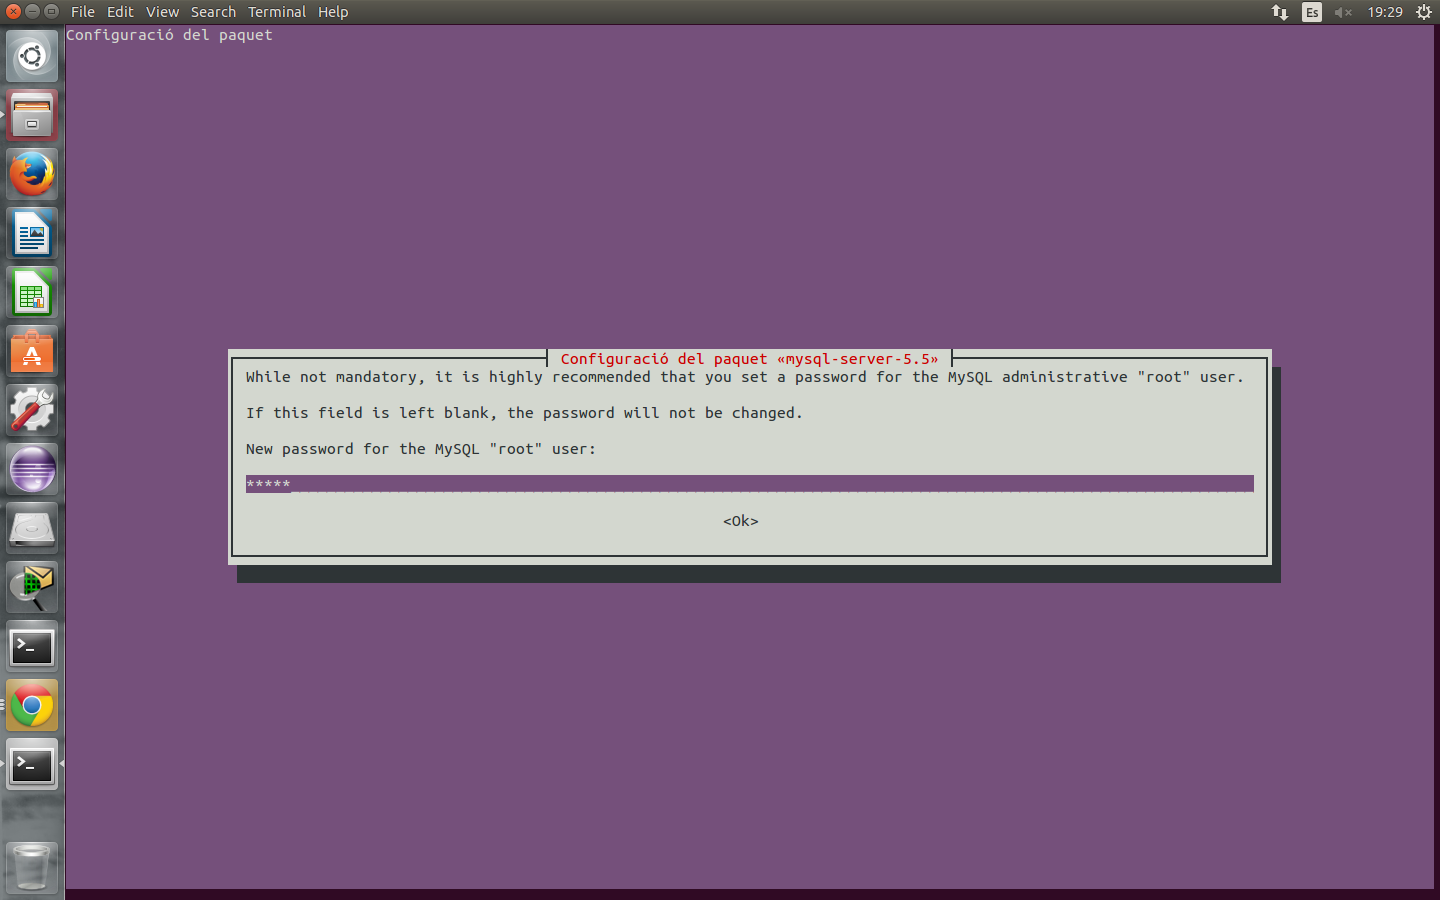 File Edit View Search Terminal Help
Es
19:29
Configuració del paquet
Configuració del paquet «mysql-server-5.5»
While not mandatory, it is highly recommended that you set a password for the MySQL administrative "root" user.
If this field is left blank, the password will not be changed.
New password for the MySQL "root" user:
*****
<Ok>